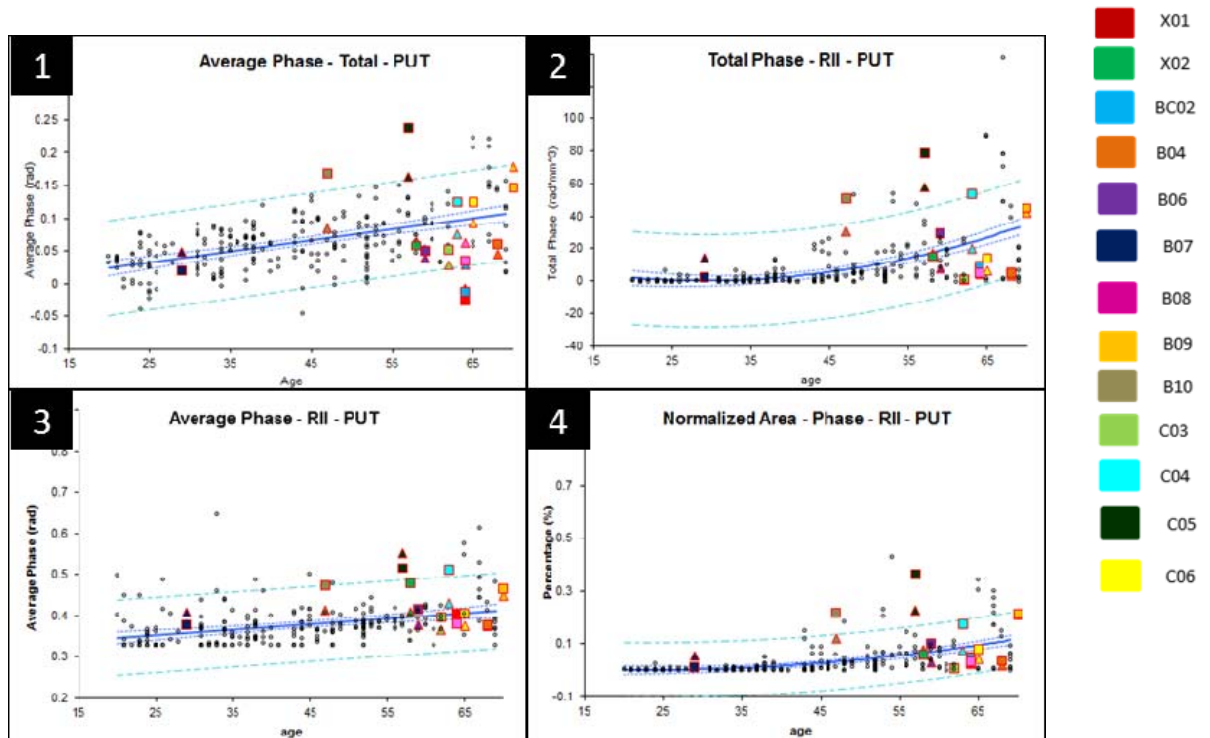 1
Average Phase - Total - PUT
0.25
0.2
0.15
0.1
0.05
0
-0.05
-0.1
15
25
35
45
55
65
Average Phase (rad)
Age
2
Total Phase - RII - PUT
100
80
60
40
20
0
-20
-40
15
25
35
45
55
65
Total Phase (rad*mm^3)
age
3
Average Phase - RII - PUT
0.8
0.7
0.6
0.5
0.4
0.3
0.2
15
25
35
45
55
65
Average Phase (rad)
age
4
Normalized Area - Phase - RII - PUT
0.7
0.5
0.3
0.1
-0.1
15
25
35
45
55
65
Percentage (%)
age
X01
X02
BC02
B04
B06
B07
B08
B09
B10
C03
C04
C05
C06